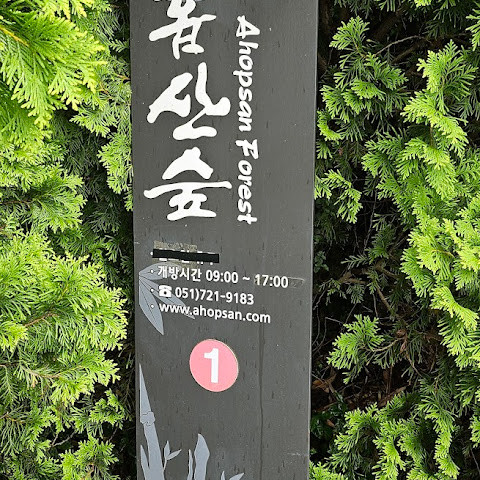 홉산숲
Ahopsan Forest
· 개방시간 09:00 ~ 17:00
· ☎ 051)721-9183
· www.ahopsan.com
1